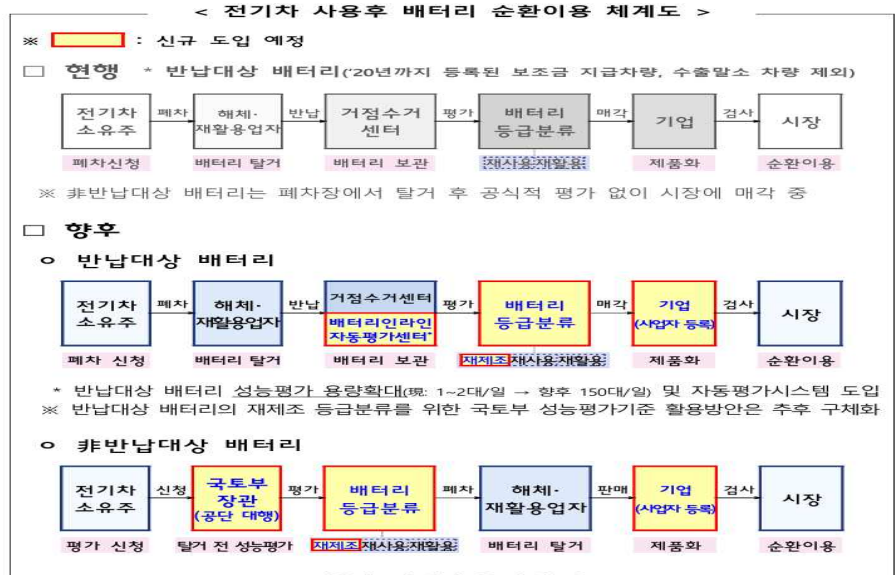 < 전기차 사용후 배터리 순환이용 체계도 >
※ : 신규 도입 예정
□ 현행 * 반납대상 배터리('20년까지 등록된 보조금 지급차량, 수출말소 차량 제외)
전기차 소유주 폐차 해체·재활용업자 반납 거점수거센터 평가 배터리 등급분류 매각 기업 검사 시장
폐차신청 배터리 탈거 배터리 보관 재사용,재활용 제품화 순환이용
※ 非반납대상 배터리는 폐차장에서 탈거 후 공식적 평가 없이 시장에 매각 중
□ 향후
ㅇ 반납대상 배터리
전기차 소유주 폐차 해체·재활용업자 반납 거점수거센터 배터리인라인 자동평가센터* 평가 배터리 등급분류 매각 기업 (사업자 등록) 검사 시장
폐차 신청 배터리 탈거 배터리 보관 재제조,재사용,재활용 제품화 순환이용
* 반납대상 배터리 성능평가 용량확대(現: 1~2대/일 → 향후 150대/일) 및 자동평가시스템 도입
※ 반납대상 배터리의 재제조 등급분류를 위한 국토부 성능평가기준 활용방안은 추후 구체화
ㅇ 非반납대상 배터리
전기차 소유주 신청 국토부 장관 (공단 대행) 평가 배터리 등급분류 폐차 해체·재활용업자 판매 기업 (사업자 등록) 검사 시장
평가 신청 탈거 전 성능평가 재제조,재사용,재활용 배터리 탈거 제품화 순환이용